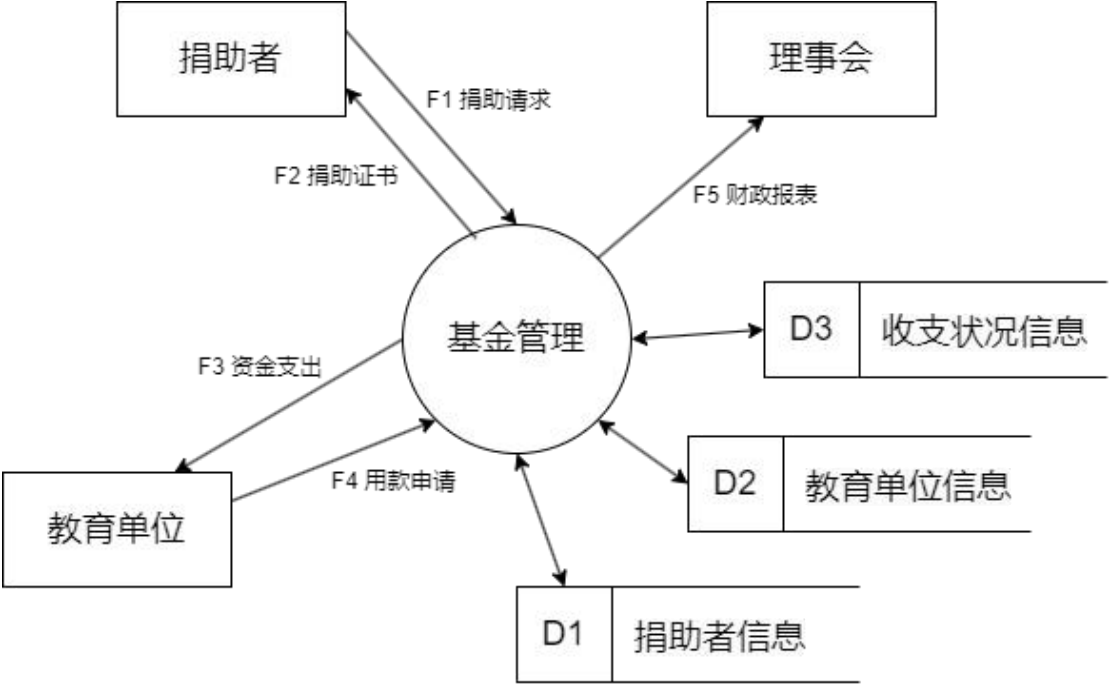 捐助者
理事会
F1 捐助请求
F2 捐助证书
F5 财政报表
基金管理
D3
收支状况信息
F3 资金支出
F4 用款申请
D2
教育单位信息
教育单位
D1
捐助者信息